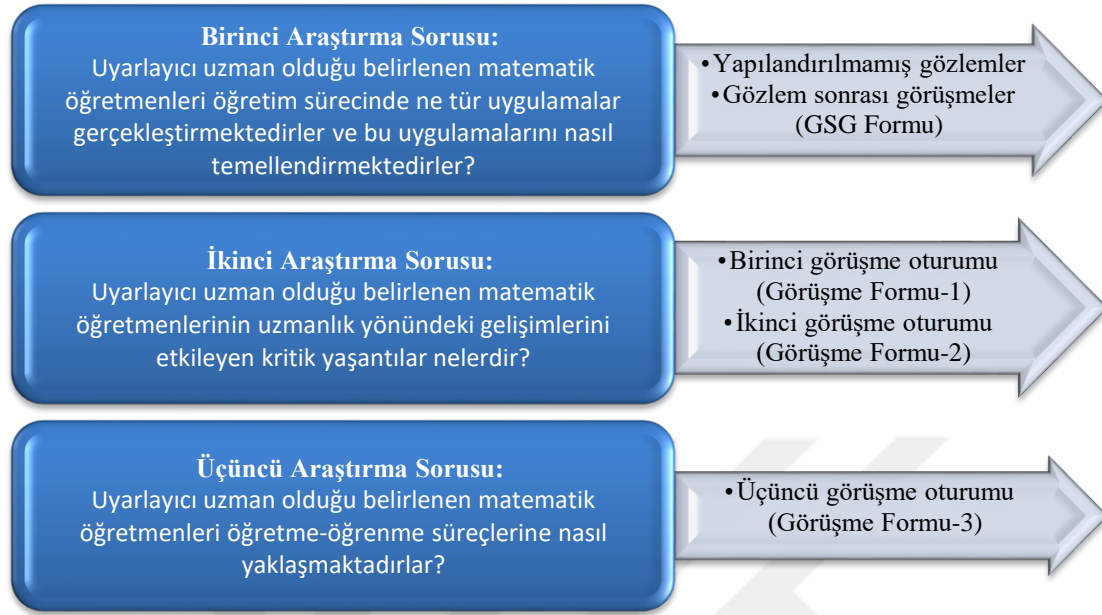 Birinci Araştırma Sorusu:
Uyarlayıcı uzman olduğu belirlenen matematik
öğretmenleri öğretim sürecinde ne tür uygulamalar
gerçekleştirmektedirler ve bu uygulamalarını nasıl
temellendirmektedirler?
•Yapılandırılmamış gözlemler
•Gözlem sonrası görüşmeler
(GSG Formu)
İkinci Araştırma Sorusu:
Uyarlayıcı uzman olduğu belirlenen matematik
öğretmenlerinin uzmanlık yönündeki gelişimlerini
etkileyen kritik yaşantılar nelerdir?
•Birinci görüşme oturumu
(Görüşme Formu-1)
•İkinci görüşme oturumu
(Görüşme Formu-2)
Üçüncü Araştırma Sorusu:
Uyarlayıcı uzman olduğu belirlenen matematik
öğretmenleri öğretme-öğrenme süreçlerine nasıl
yaklaşmaktadırlar?
•Üçüncü görüşme oturumu
(Görüşme Formu-3)